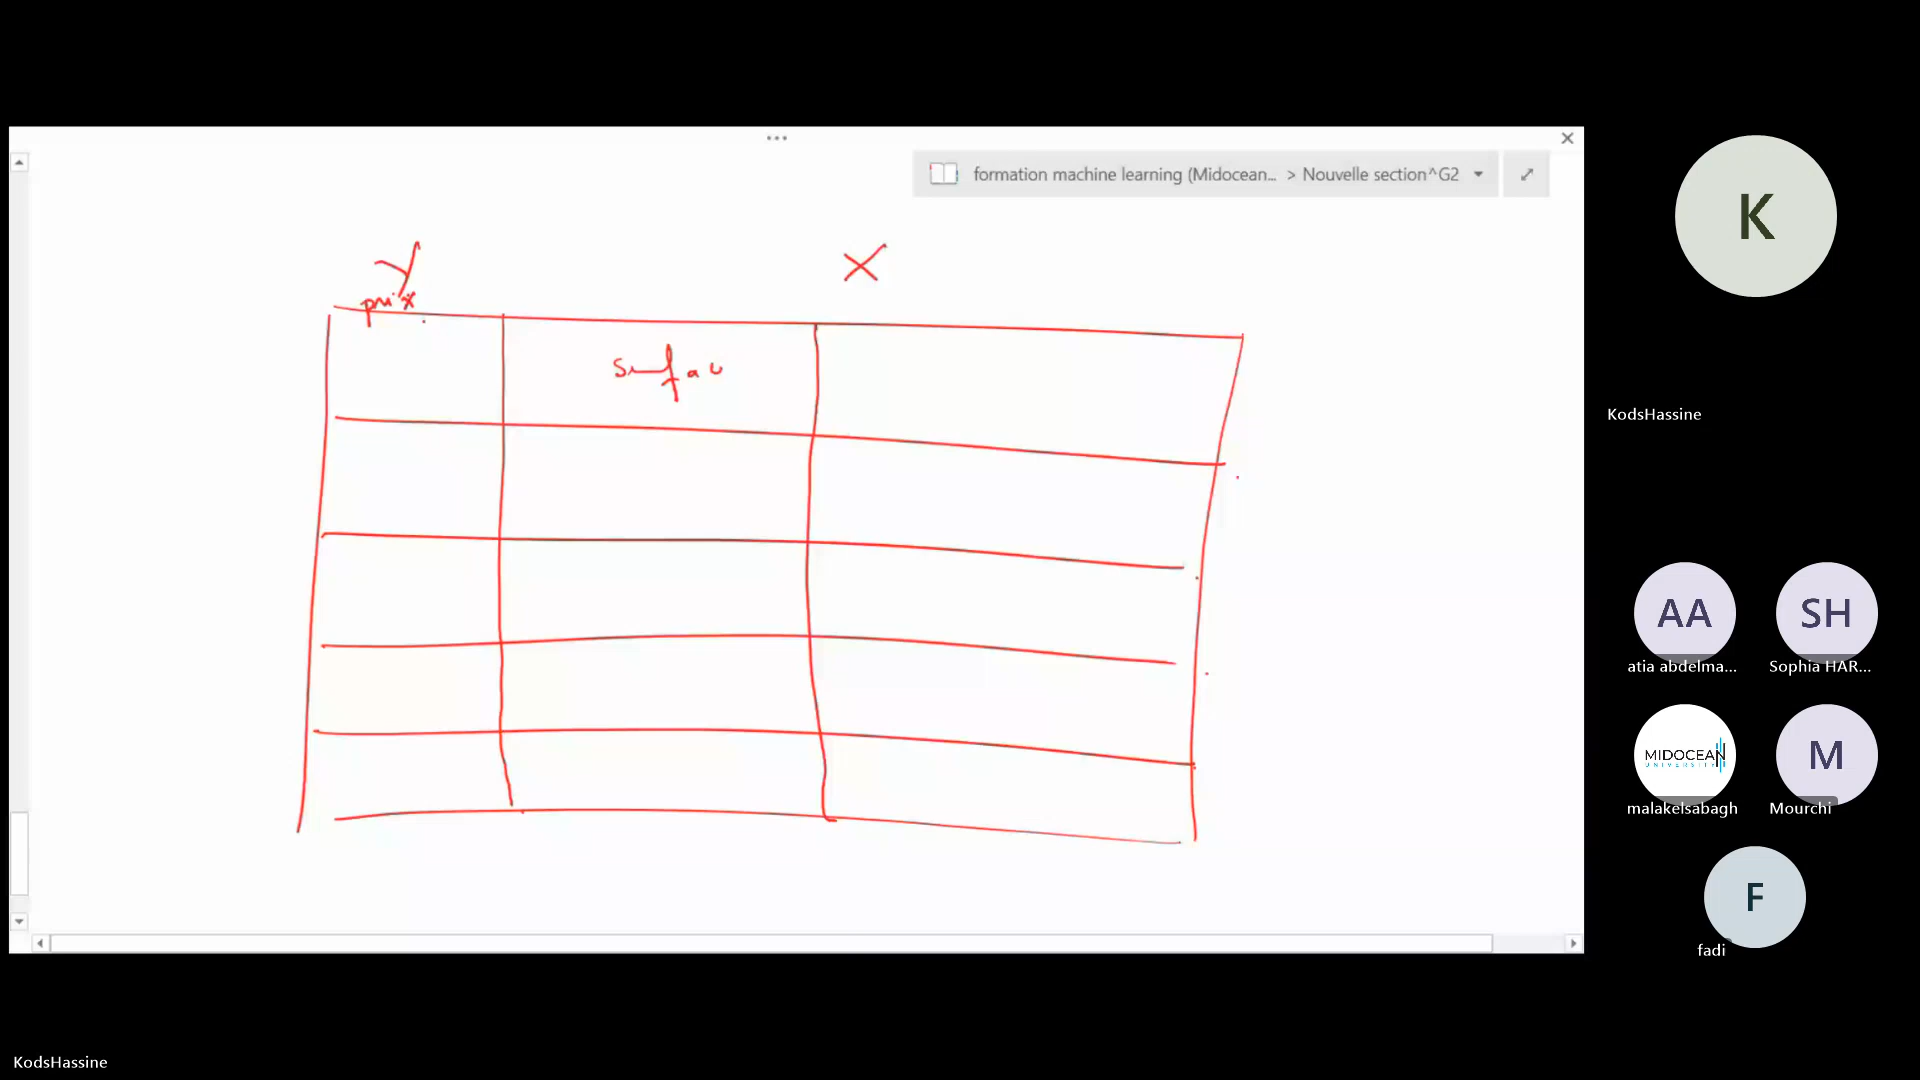 formation machine learning (Midocean... > Nouvelle section^G2
Y
X
prix
K
KodsHassine
AA
SH
atia abdelma...
Sophia HAR...
MIDOCEAN
UNIVERSITY
M
malakelsabagh
Mourchi
F
fadi
KodsHassine